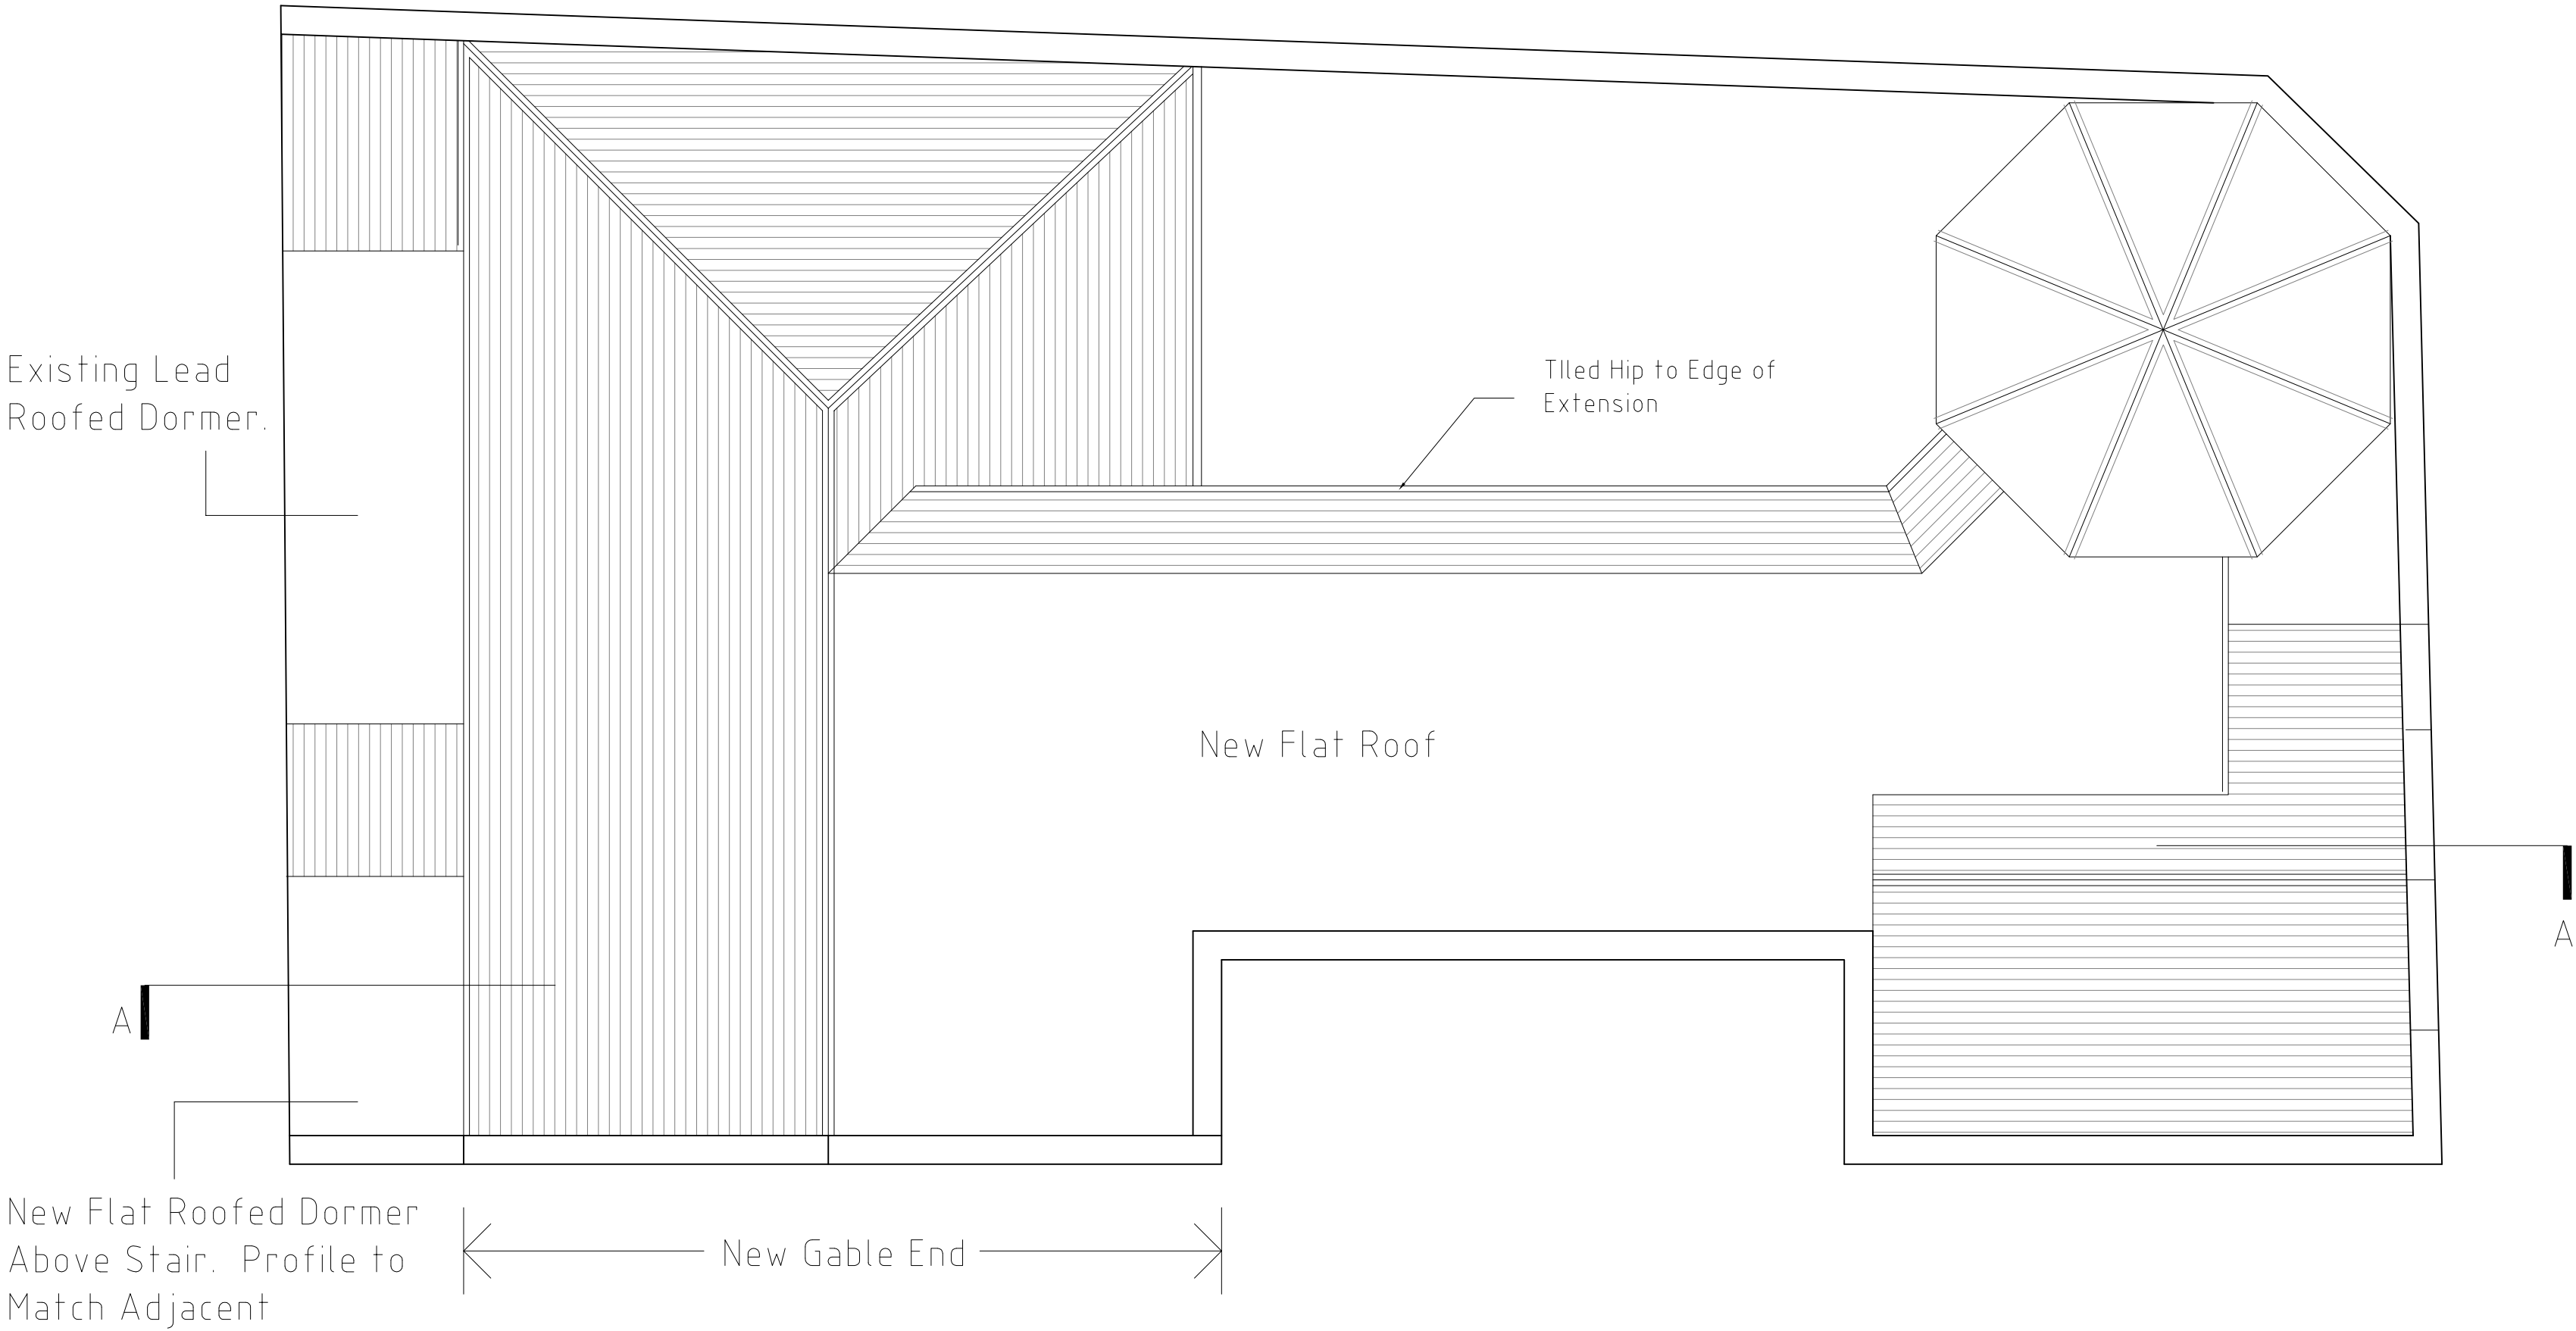 Existing Lead
Roofed Dormer.
TIled Hip to Edge of
Extension
New Flat Roof
A
A
New Flat Roofed Dormer
Above Stair.  Profile to
Match Adjacent
New Gable End